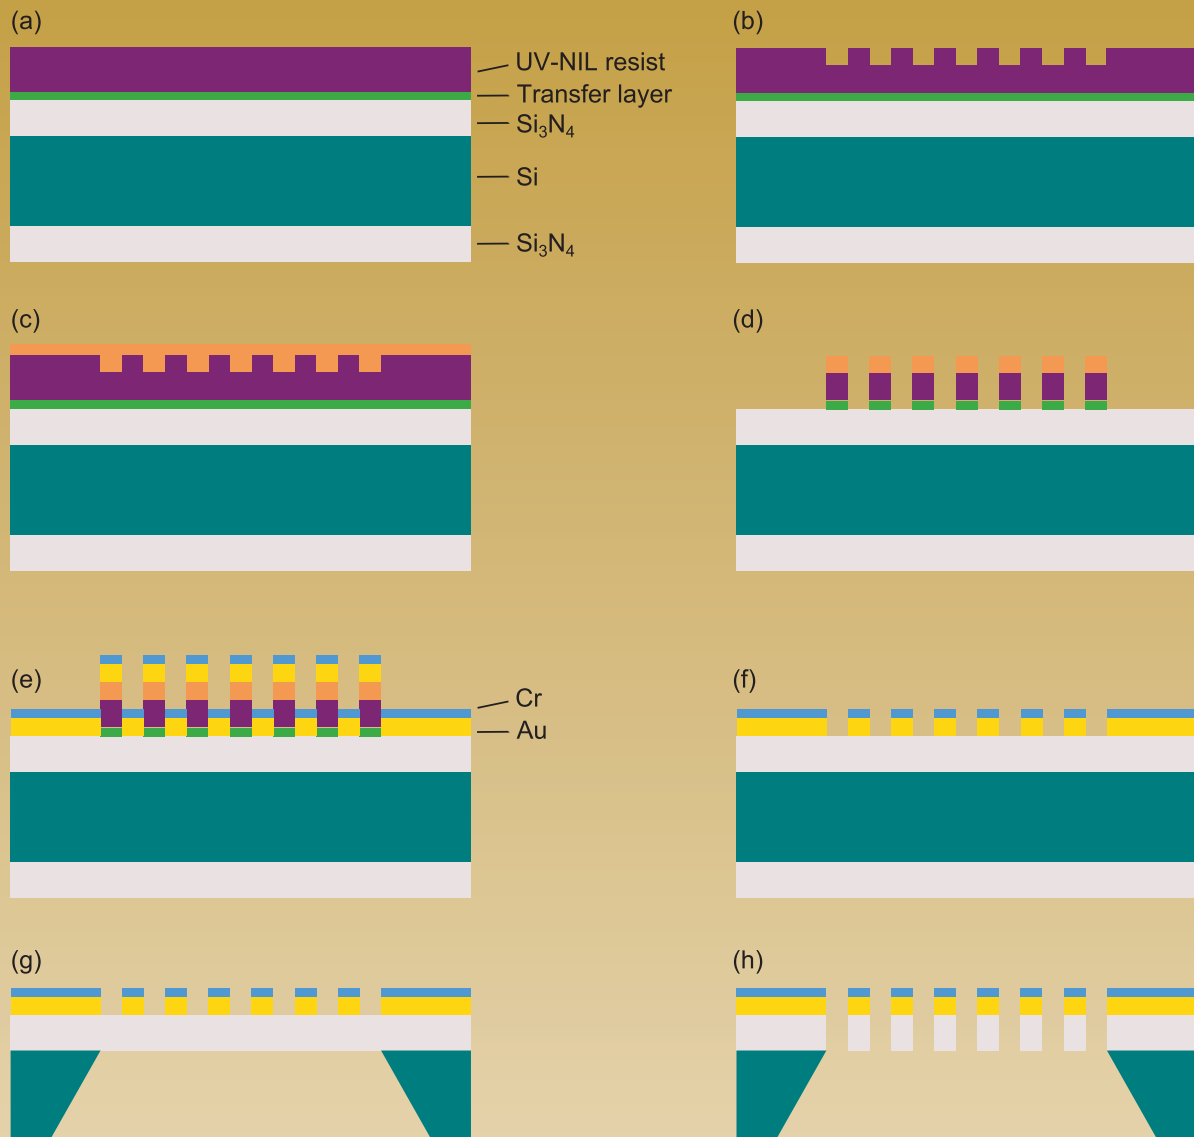 (a)
UV-NIL resist
Transfer layer
Si₃N₄
Si
Si₃N₄
(b)
(c)
(d)
(e)
Cr
Au
(f)
(g)
(h)